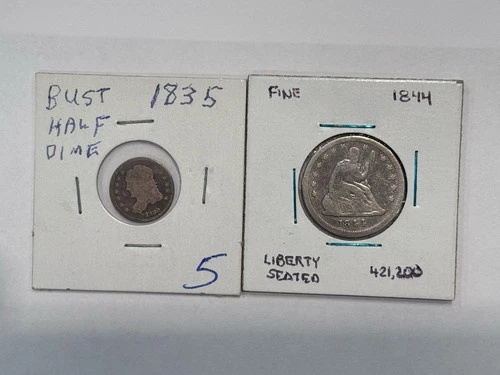 BUST 1835
HALF
DIME
5
FINE 1844
LIBERTY
SEATED 421,200